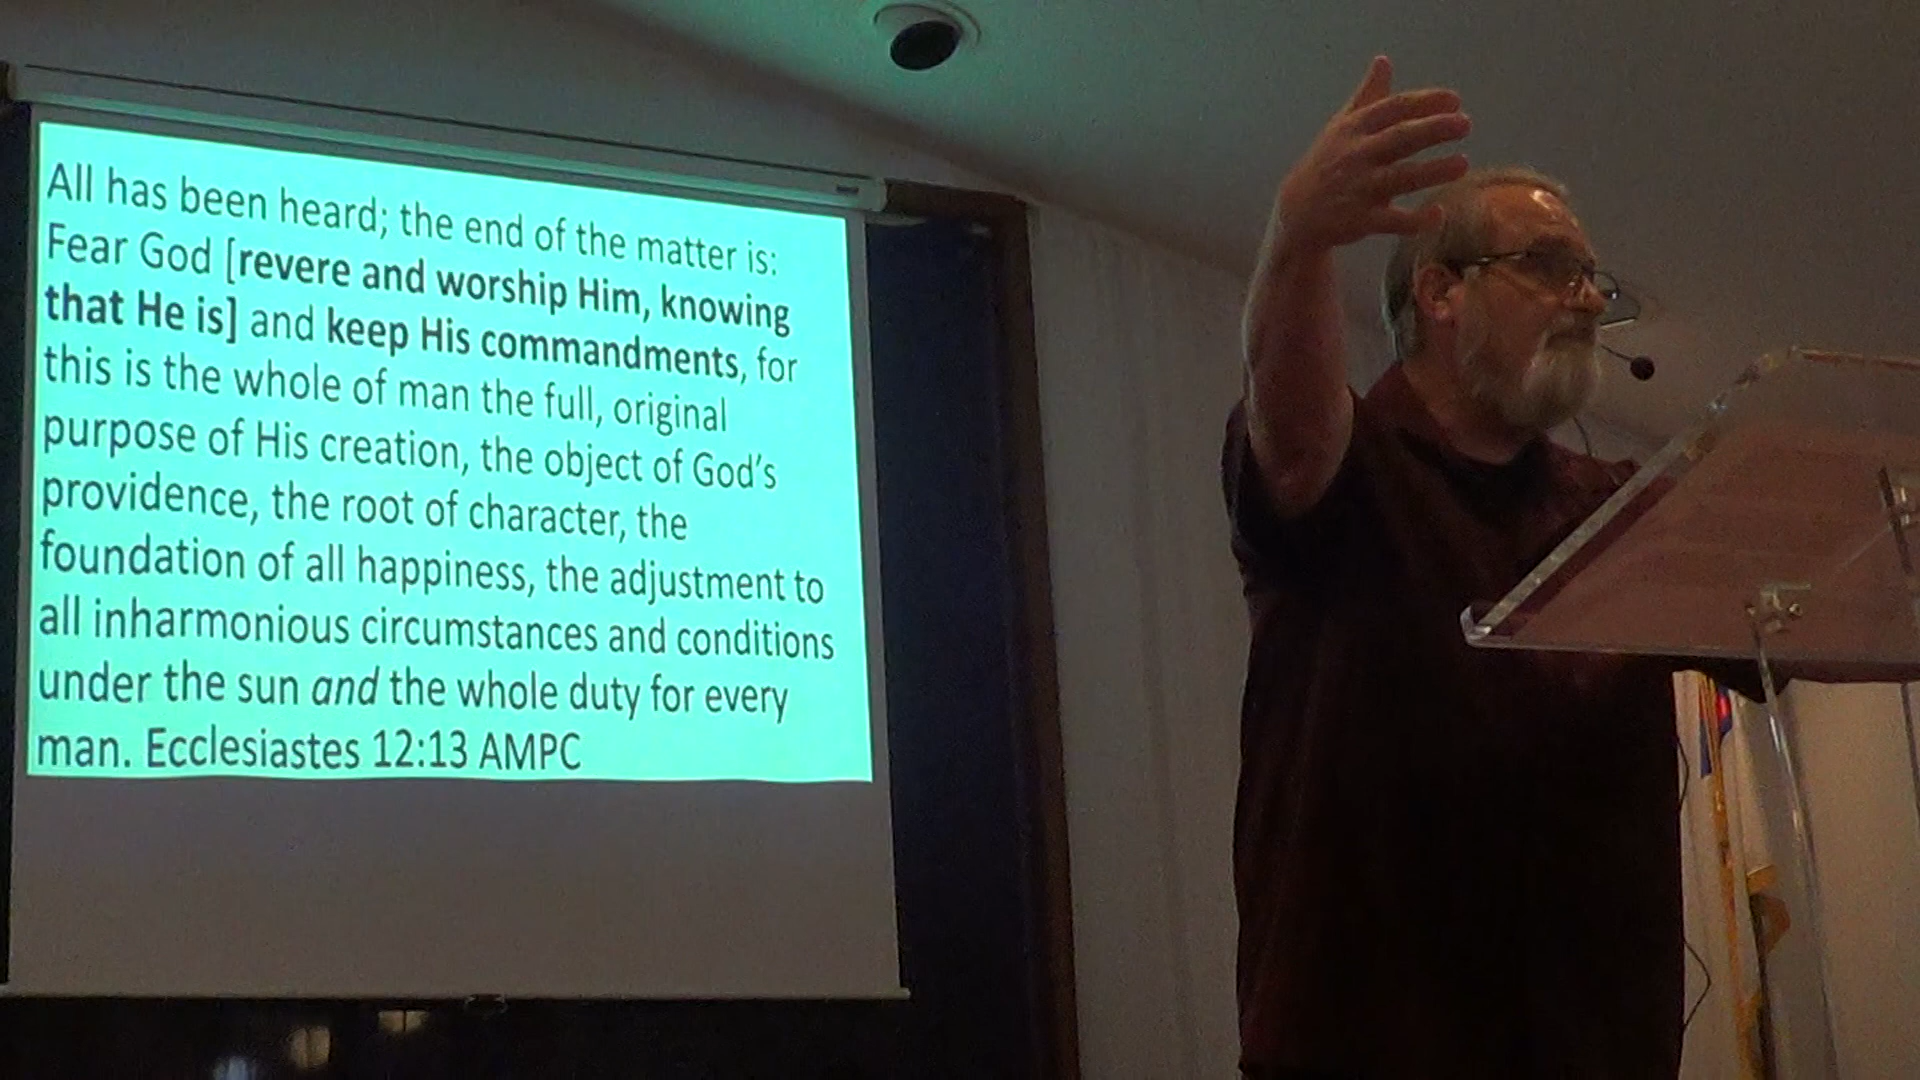 All has been heard; the end of the matter is:
Fear God [revere and worship Him, knowing
that He is] and keep His commandments, for
this is the whole of man the full, original
purpose of His creation, the object of God's
providence, the root of character, the
foundation of all happiness, the adjustment to
all inharmonious circumstances and conditions
under the sun and the whole duty for every
man. Ecclesiastes 12:13 AMPC